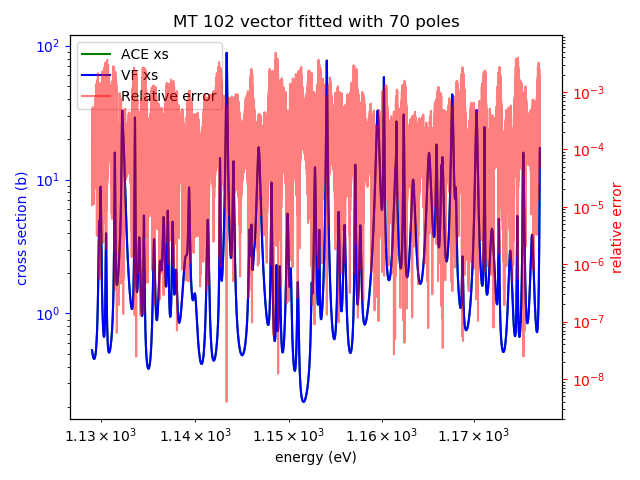 MT 102 vector fitted with 70 poles
ACE xs
VF xs
Relative error
cross section (b)
10²
10¹
10⁰
relative error
10⁻³
10⁻⁴
10⁻⁵
10⁻⁶
10⁻⁷
10⁻⁸
1.13×10³ 1.14×10³ 1.15×10³ 1.16×10³ 1.17×10³
energy (eV)